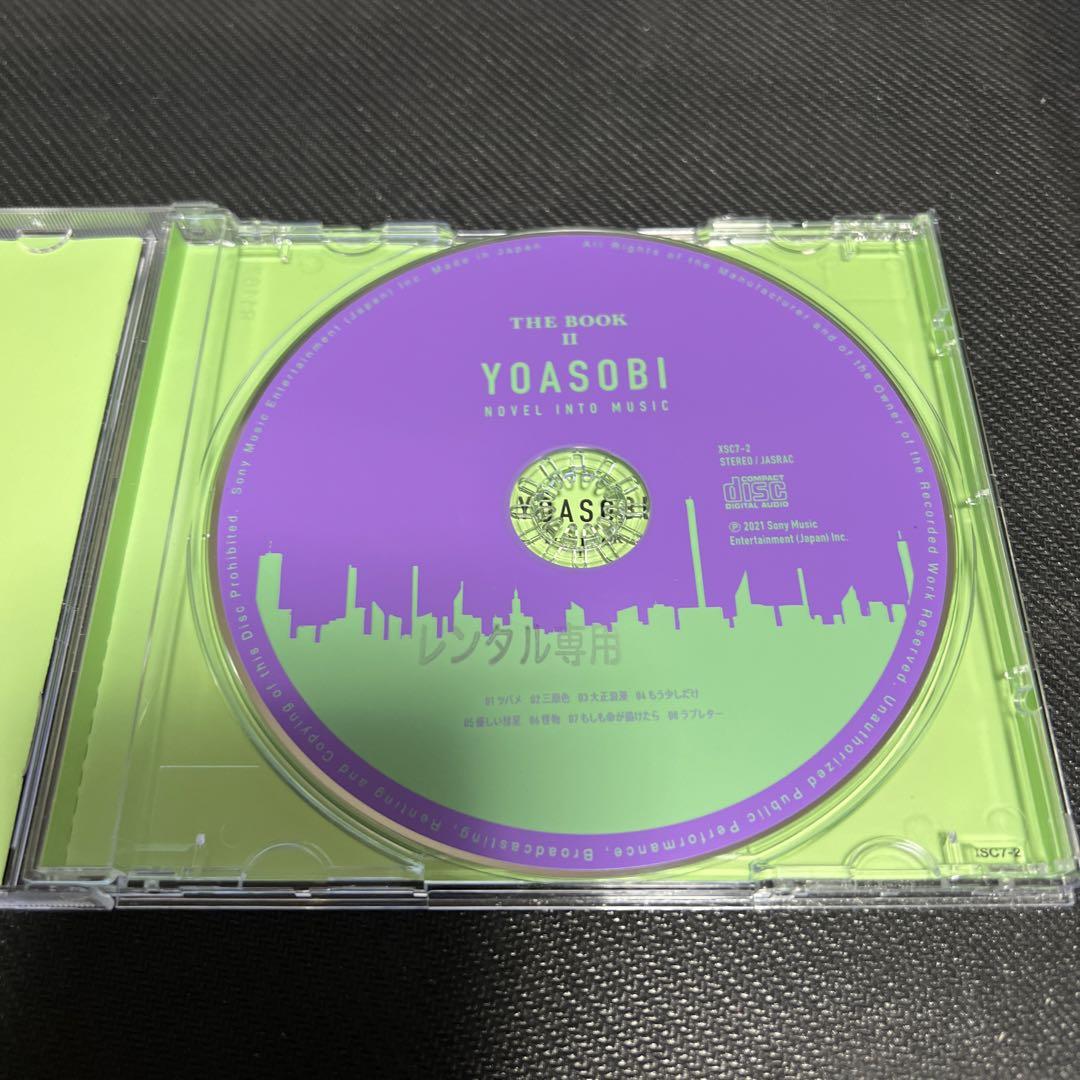 THE BOOK
II
YOASOBI
NOVEL INTO MUSIC
XSC7-2
STEREO / JASRAC
COMPACT
disc
DIGITAL AUDIO
YOASOBI
Ⓟ 2021 Sony Music
Entertainment (Japan) Inc.
レンタル専用
01 ツバメ 02 三原色 03 大正浪漫 04 もう少しだけ
05 優しい彗星 06 怪物 07 もしも命が描けたら 08 ラブレター
All Rights of the Manufacturer and of the Owner of the Recorded Work Reserved. Unauthorized Public Performance, Broadcasting, Renting and Copying of this Disc Prohibited. Sony Music Entertainment (Japan) Inc. Made in Japan
XSC7-2